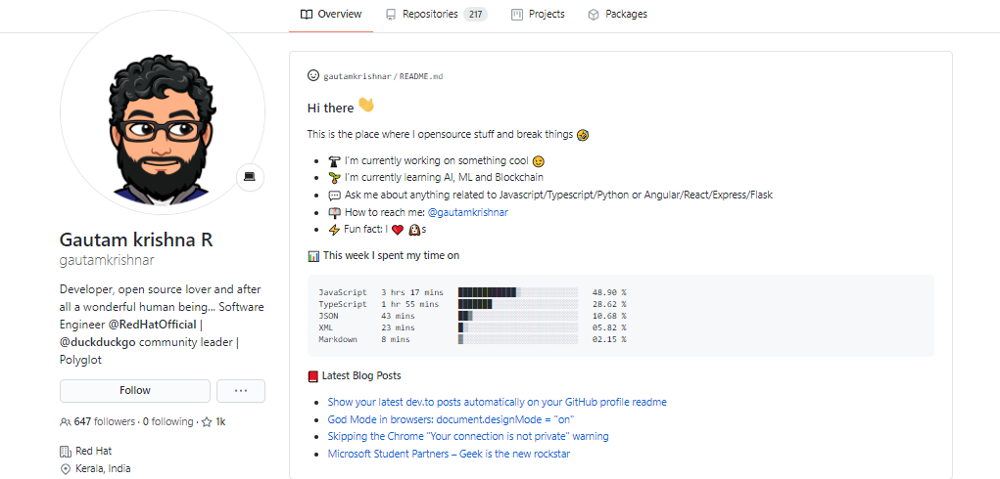 Overview Repositories 217 Projects Packages
Gautam krishna R
gautamkrishnar
Developer, open source lover and after
all a wonderful human being... Software
Engineer @RedHatOfficial |
@duckduckgo community leader |
Polyglot
Follow ...
647 followers · 0 following · 1k
Red Hat
Kerala, India
gautamkrishnar / README.md
Hi there 👋
This is the place where I opensource stuff and break things 🤣
• 🔭 I'm currently working on something cool 😉
• 🌱 I'm currently learning AI, ML and Blockchain
• 💬 Ask me about anything related to Javascript/Typescript/Python or Angular/React/Express/Flask
• 📫 How to reach me: @gautamkrishnar
• ⚡ Fun fact: I ❤️ 🐶s
📊 This week I spent my time on
JavaScript 3 hrs 17 mins ████████████░░░░░░░░░░░░░ 48.90 %
TypeScript 1 hr 55 mins ███████░░░░░░░░░░░░░░░░░░ 28.62 %
JSON 43 mins ██▓░░░░░░░░░░░░░░░░░░░░░░ 10.68 %
XML 23 mins █░░░░░░░░░░░░░░░░░░░░░░░░ 05.82 %
Markdown 8 mins ▓░░░░░░░░░░░░░░░░░░░░░░░░ 02.15 %
📕 Latest Blog Posts
• Show your latest dev.to posts automatically on your GitHub profile readme
• God Mode in browsers: document.designMode = "on"
• Skipping the Chrome "Your connection is not private" warning
• Microsoft Student Partners – Geek is the new rockstar